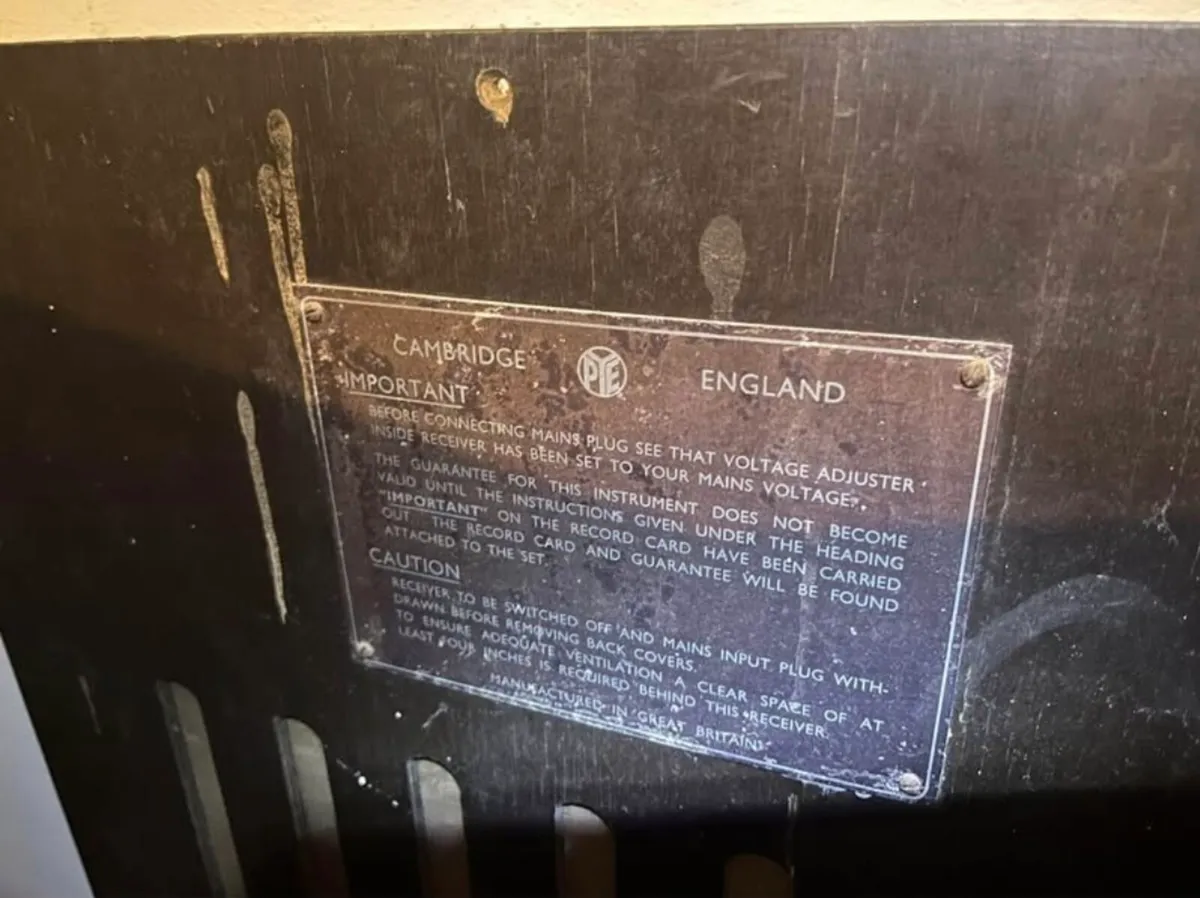 CAMBRIDGE PYE ENGLAND
IMPORTANT
BEFORE CONNECTING MAINS PLUG SEE THAT VOLTAGE ADJUSTER
INSIDE RECEIVER HAS BEEN SET TO YOUR MAINS VOLTAGE.
THE GUARANTEE FOR THIS INSTRUMENT DOES NOT BECOME
VALID UNTIL THE INSTRUCTIONS GIVEN UNDER THE HEADING
"IMPORTANT" ON THE RECORD CARD HAVE BEEN CARRIED
OUT. THE RECORD CARD AND GUARANTEE WILL BE FOUND
ATTACHED TO THE SET.
CAUTION
RECEIVER TO BE SWITCHED OFF AND MAINS INPUT PLUG WITH-
DRAWN BEFORE REMOVING BACK COVERS.
TO ENSURE ADEQUATE VENTILATION A CLEAR SPACE OF AT
LEAST FOUR INCHES IS REQUIRED BEHIND THIS RECEIVER.
MANUFACTURED IN GREAT BRITAIN